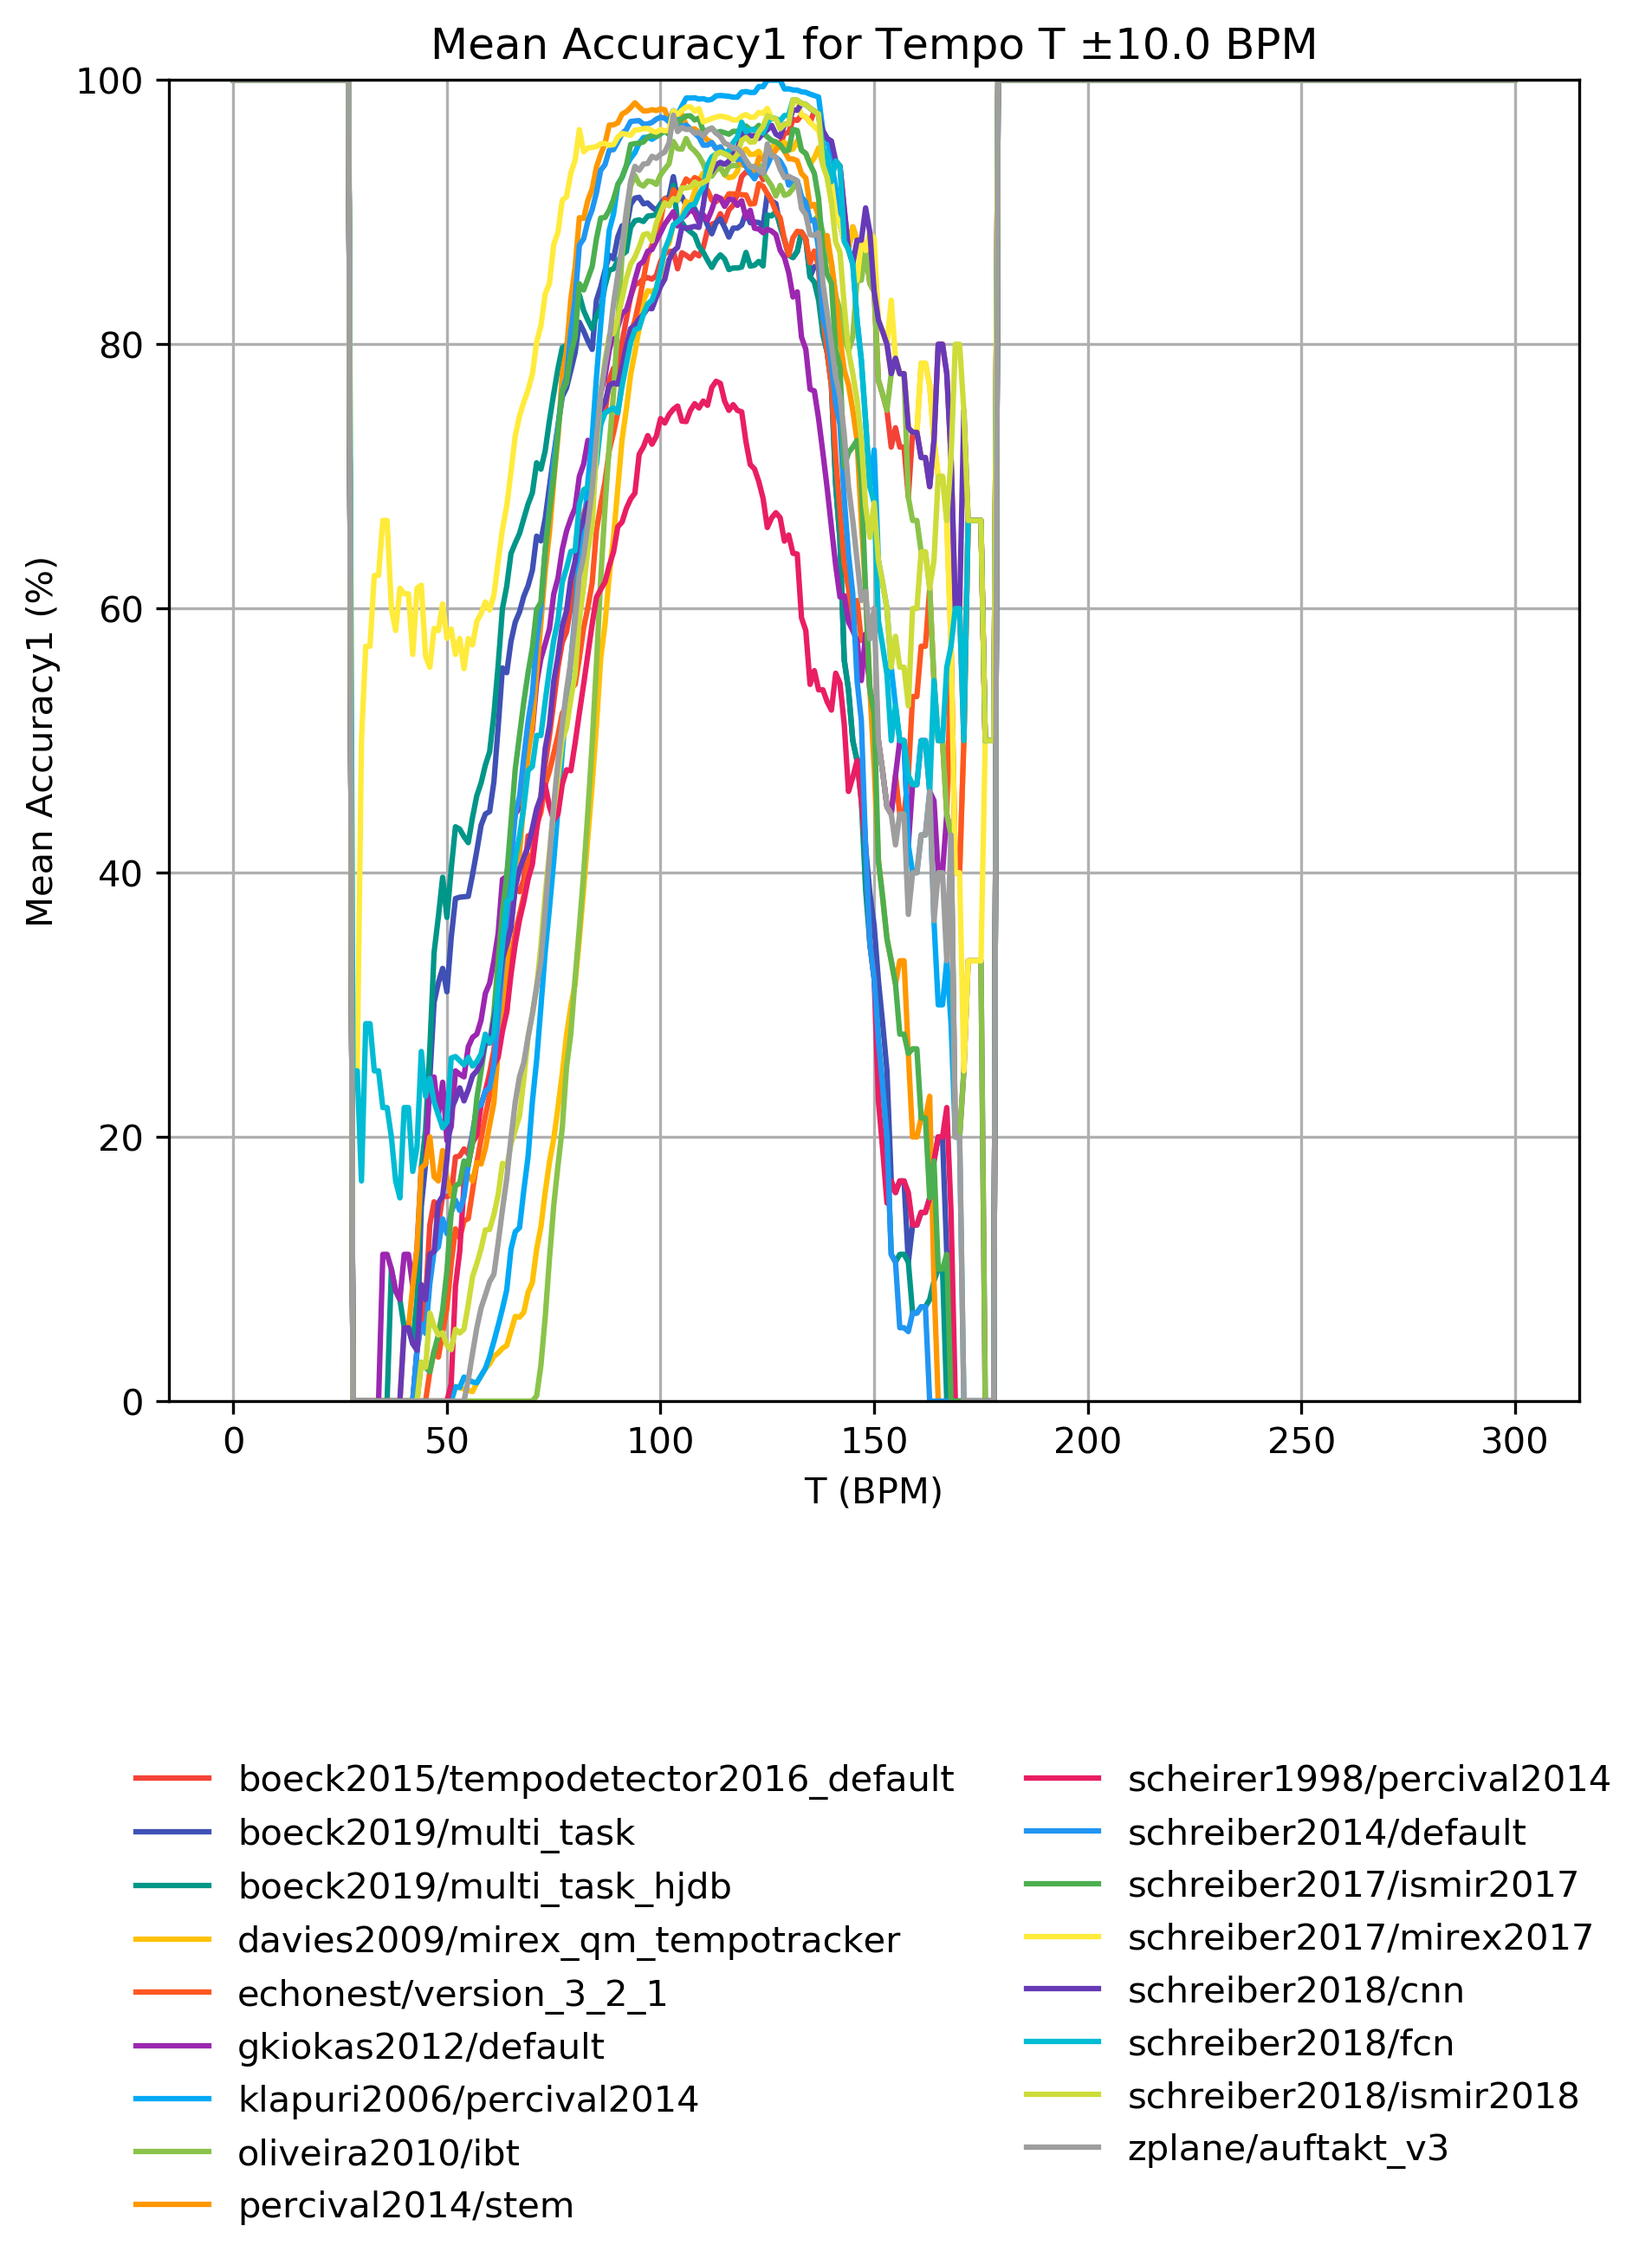 Mean Accuracy1 for Tempo T ±10.0 BPM
100
80
60
40
20
0
Mean Accuracy1 (%)
0 50 100 150 200 250 300
T (BPM)
boeck2015/tempodetector2016_default
boeck2019/multi_task
boeck2019/multi_task_hjdb
davies2009/mirex_qm_tempotracker
echonest/version_3_2_1
gkiokas2012/default
klapuri2006/percival2014
oliveira2010/ibt
percival2014/stem
scheirer1998/percival2014
schreiber2014/default
schreiber2017/ismir2017
schreiber2017/mirex2017
schreiber2018/cnn
schreiber2018/fcn
schreiber2018/ismir2018
zplane/auftakt_v3